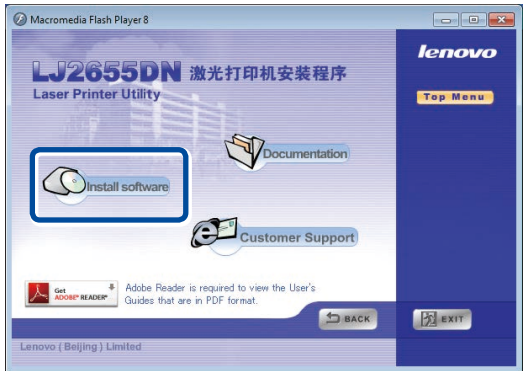 Macromedia Flash Player 8
lenovo
LJ2655DN 激光打印机安装程序
Laser Printer Utility
Top Menu
Documentation
Install software
Customer Support
Get
ADOBE® READER®
Adobe Reader is required to view the User's
Guides that are in PDF format.
BACK
EXIT
Lenovo ( Beijing ) Limited